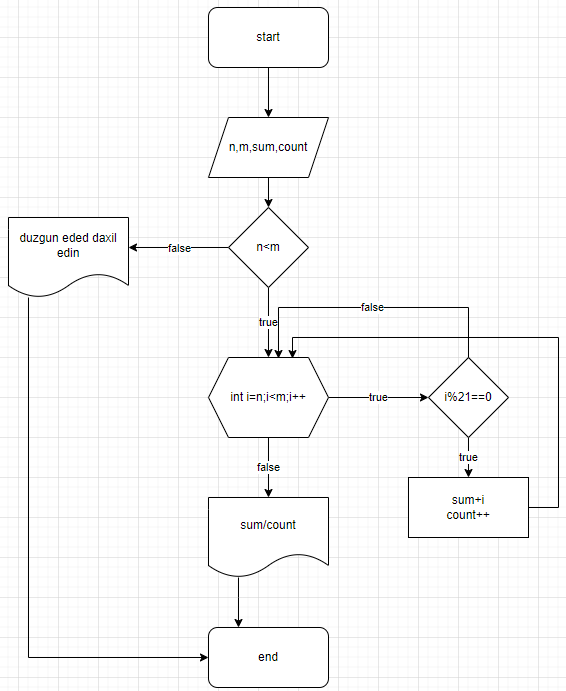 start
n,m,sum,count
n<m
false
duzgun eded daxil
edin
true
false
int i=n;i<m;i++
true
i%21==0
true
sum+i
count++
false
sum/count
end